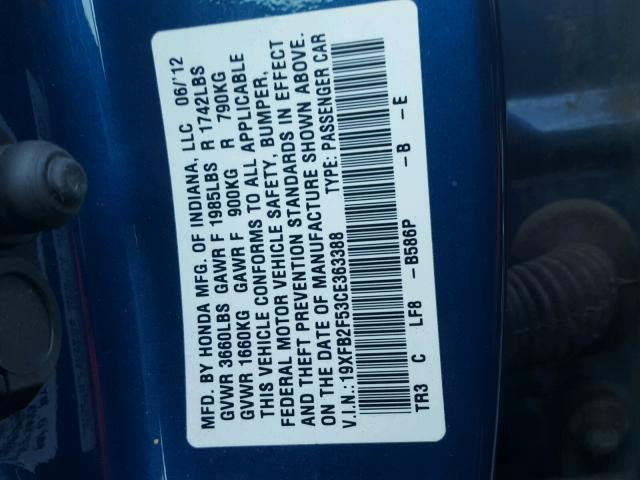 MFD. BY HONDA MFG. OF INDIANA, LLC 06/'12
GVWR 3660LBS GAWR F 1985LBS R 1742LBS
GVWR 1660KG GAWR F 900KG R 790KG
THIS VEHICLE CONFORMS TO ALL APPLICABLE
FEDERAL MOTOR VEHICLE SAFETY, BUMPER,
AND THEFT PREVENTION STANDARDS IN EFFECT
ON THE DATE OF MANUFACTURE SHOWN ABOVE.
V.I.N.:19XFB2F53CE363388 TYPE: PASSENGER CAR
TR3 C LF8 -B586P -B -E